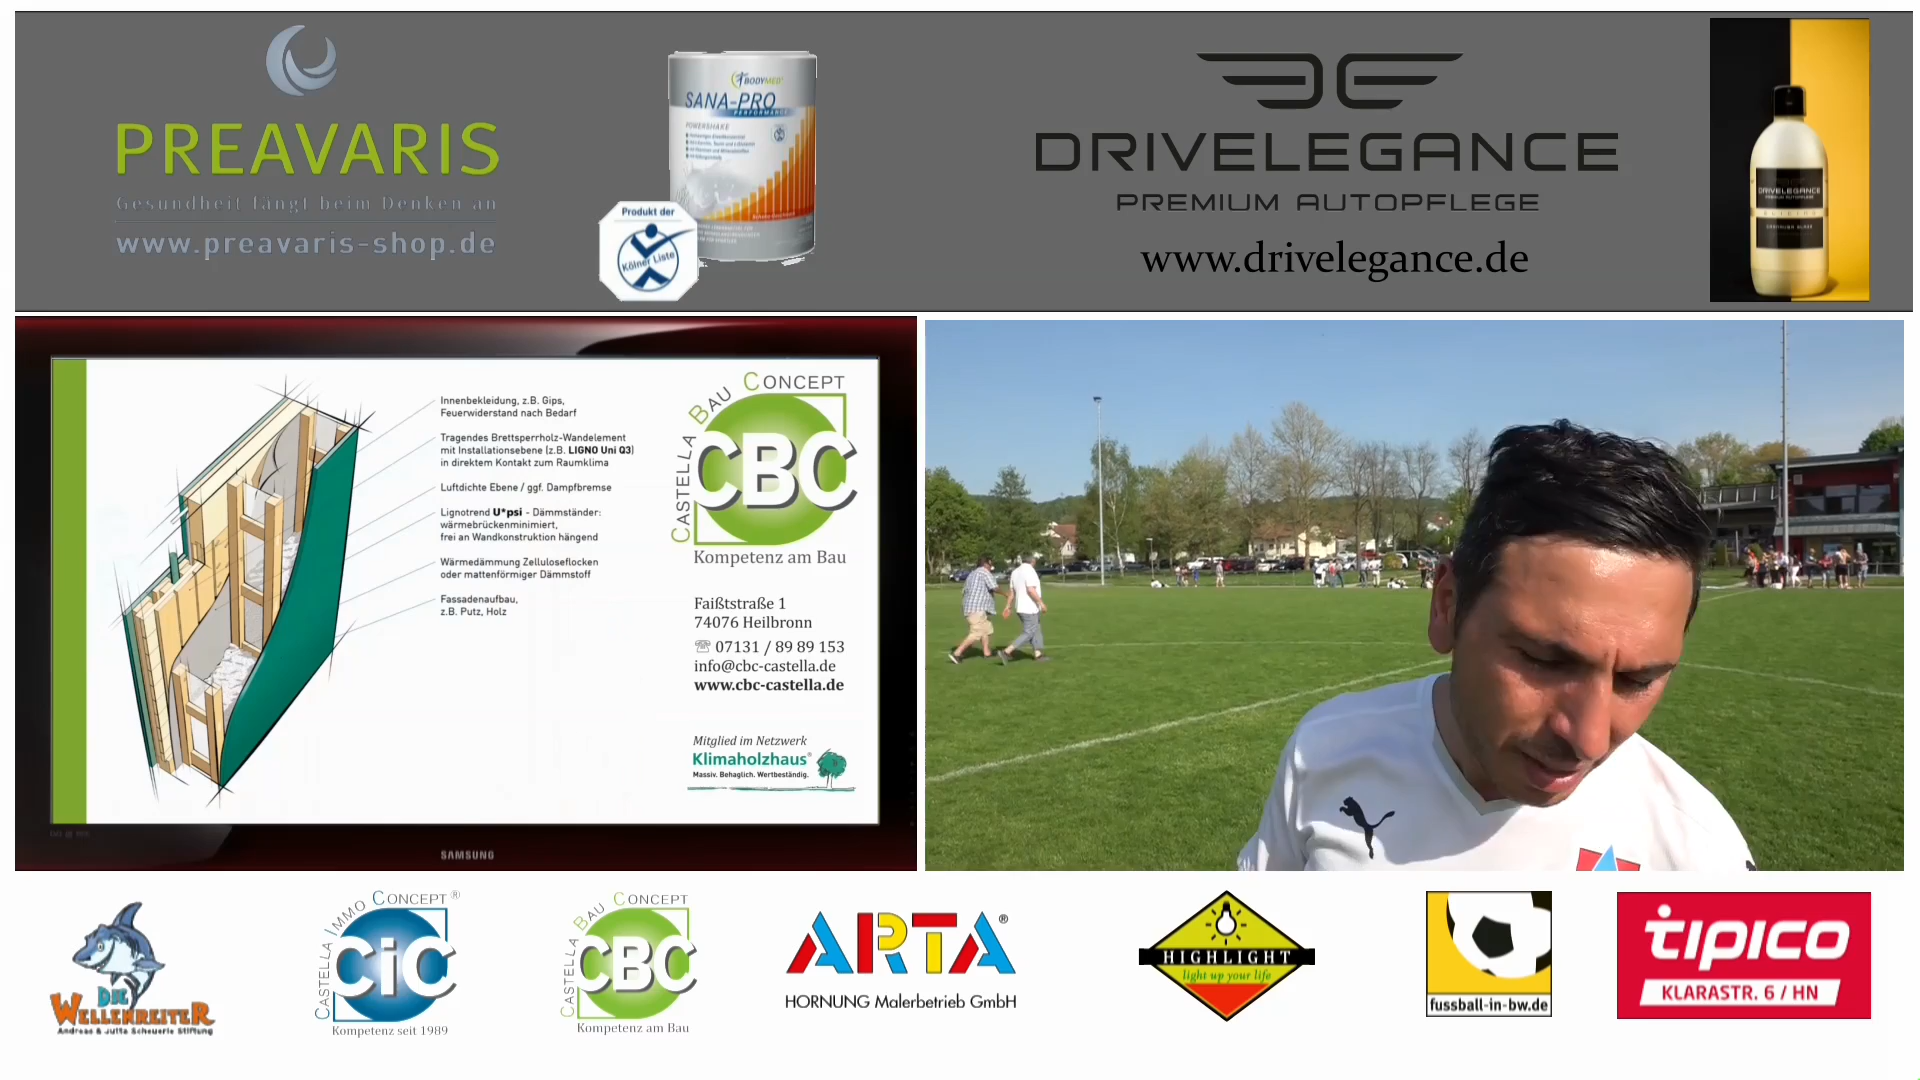 PREAVARIS
Gesundheit fängt beim Denken an
www.preavaris-shop.de
BODYMED
SANA-PRO
PERFORMANCE
POWERSHAKE
Produkt der
Kölner Liste
DRIVELEGANCE
PREMIUM AUTOPFLEGE
www.drivelegance.de
DRIVELEGANCE
PREMIUM AUTOPFLEGE
Innenbekleidung, z.B. Gips,
Feuerwiderstand nach Bedarf
Tragendes Brettsperrholz-Wandelement
mit Installationsebene (z.B. LIGNO Uni Q3)
in direktem Kontakt zum Raumklima
Luftdichte Ebene / ggf. Dampfbremse
Lignotrend U*psi - Dämmständer:
wärmebrückenminimiert,
frei an Wandkonstruktion hängend
Wärmedämmung Zelluloseflocken
oder mattenförmiger Dämmstoff
Fassadenaufbau,
z.B. Putz, Holz
CASTELLA BAU CONCEPT
CBC
Kompetenz am Bau
Faißtstraße 1
74076 Heilbronn
☏ 07131 / 89 89 153
info@cbc-castella.de
www.cbc-castella.de
Mitglied im Netzwerk
Klimaholzhaus®
Massiv. Behaglich. Wertbeständig.
SAMSUNG
DIE
WELLENREITER
Andreas & Jutta Scheuerle Stiftung
CASTELLA IMMO CONCEPT®
CiC
Kompetenz seit 1989
CASTELLA BAU CONCEPT
CBC
Kompetenz am Bau
ARTA®
HORNUNG Malerbetrieb GmbH
HIGHLIGHT
light up your life
fussball-in-bw.de
tipico
KLARASTR. 6 / HN